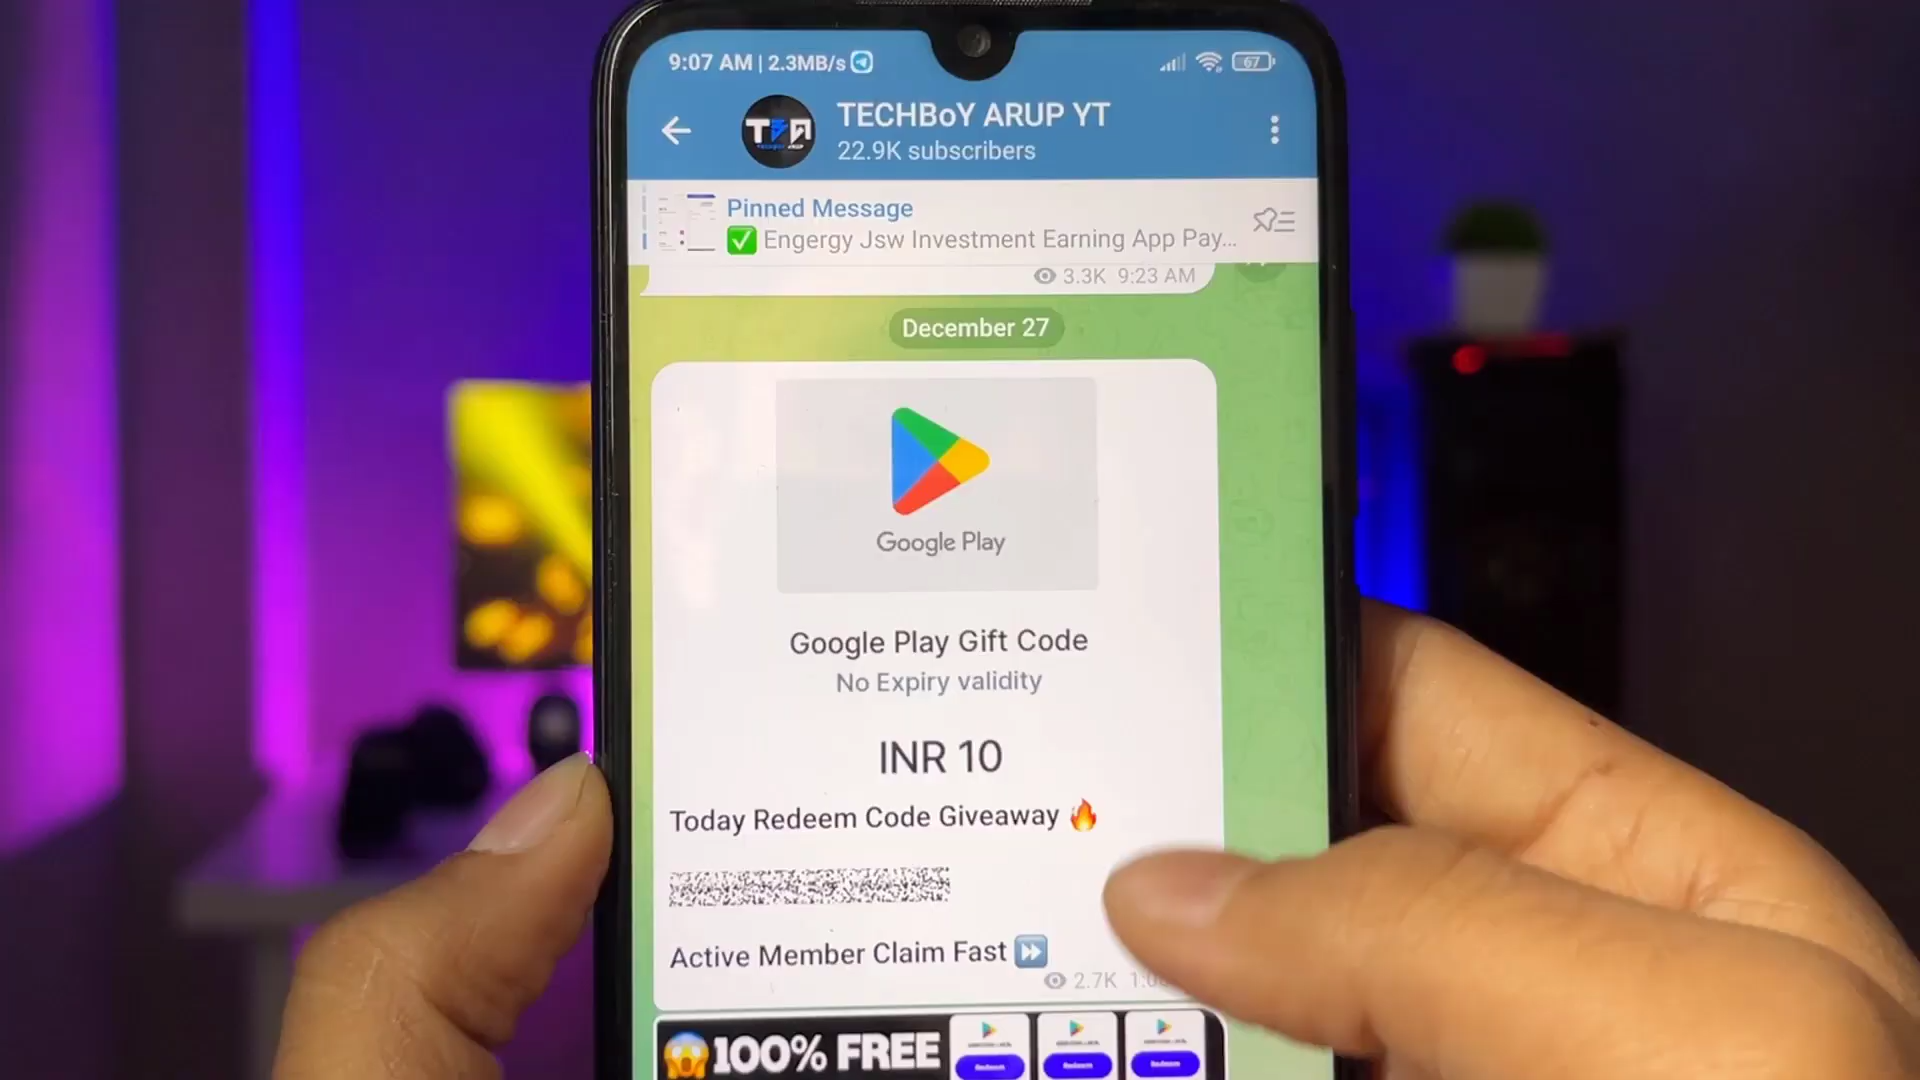 9:07 AM | 2.3MB/s
67
TECHBoY ARUP YT
22.9K subscribers
Pinned Message
✅ Engergy Jsw Investment Earning App Pay...
3.3K 9:23 AM
December 27
Google Play
Google Play Gift Code
No Expiry validity
INR 10
Today Redeem Code Giveaway 🔥
Active Member Claim Fast ⏩
2.7K
😱100% FREE